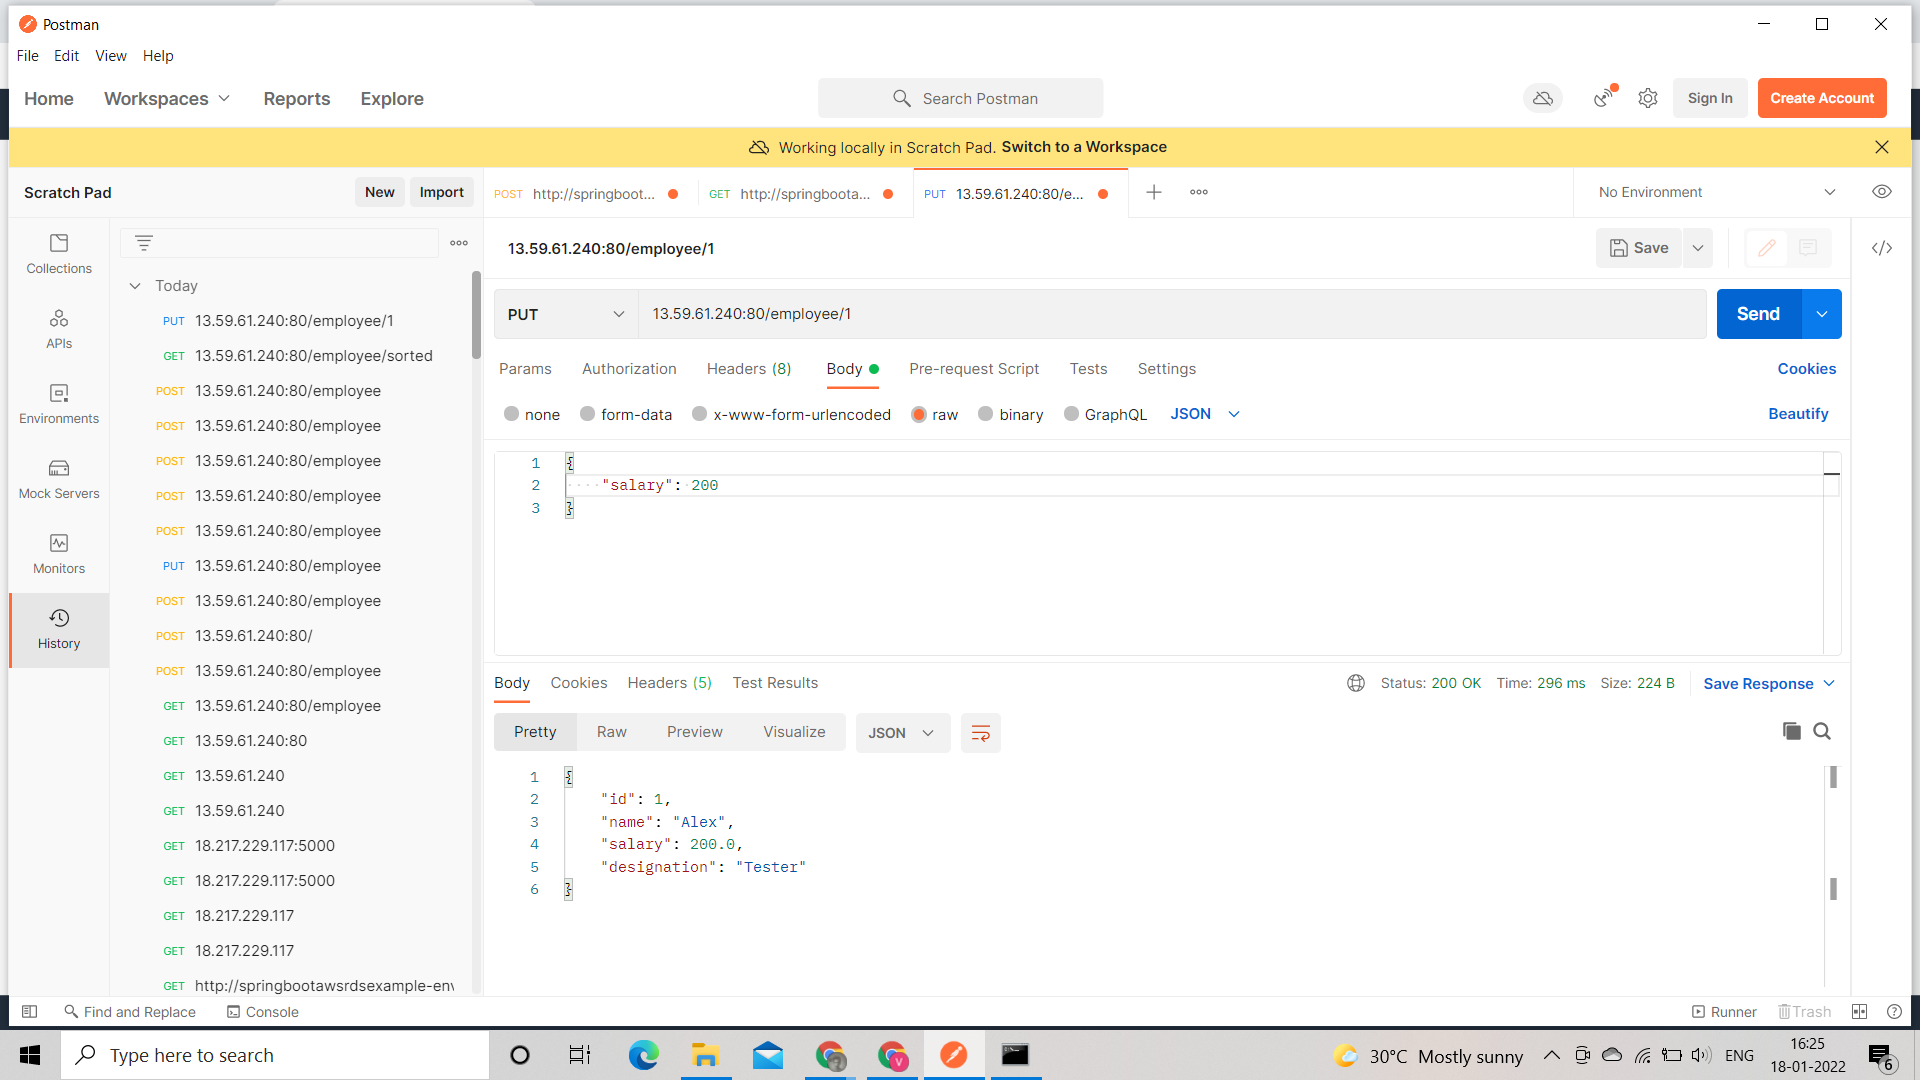 Postman
File Edit View Help
Home Workspaces Reports Explore Search Postman Sign In Create Account
Working locally in Scratch Pad. Switch to a Workspace
Scratch Pad New Import
POST http://springboot... GET http://springboota... PUT 13.59.61.240:80/e... No Environment
Collections
APIs
Environments
Mock Servers
Monitors
History
Today
PUT 13.59.61.240:80/employee/1
GET 13.59.61.240:80/employee/sorted
POST 13.59.61.240:80/employee
POST 13.59.61.240:80/employee
POST 13.59.61.240:80/employee
POST 13.59.61.240:80/employee
POST 13.59.61.240:80/employee
PUT 13.59.61.240:80/employee
POST 13.59.61.240:80/employee
POST 13.59.61.240:80/
POST 13.59.61.240:80/employee
GET 13.59.61.240:80/employee
GET 13.59.61.240:80
GET 13.59.61.240
GET 13.59.61.240
GET 18.217.229.117:5000
GET 18.217.229.117:5000
GET 18.217.229.117
GET 18.217.229.117
GET http://springbootawsrdsexample-env
13.59.61.240:80/employee/1 Save
PUT 13.59.61.240:80/employee/1 Send
Params Authorization Headers (8) Body Pre-request Script Tests Settings Cookies
none form-data x-www-form-urlencoded raw binary GraphQL JSON Beautify
1 {
2 "salary": 200
3 }
Body Cookies Headers (5) Test Results Status: 200 OK Time: 296 ms Size: 224 B Save Response
Pretty Raw Preview Visualize JSON
1 {
2 "id": 1,
3 "name": "Alex",
4 "salary": 200.0,
5 "designation": "Tester"
6 }
Find and Replace Console Runner Trash
Type here to search 30°C Mostly sunny ENG 16:25
18-01-2022
6
V